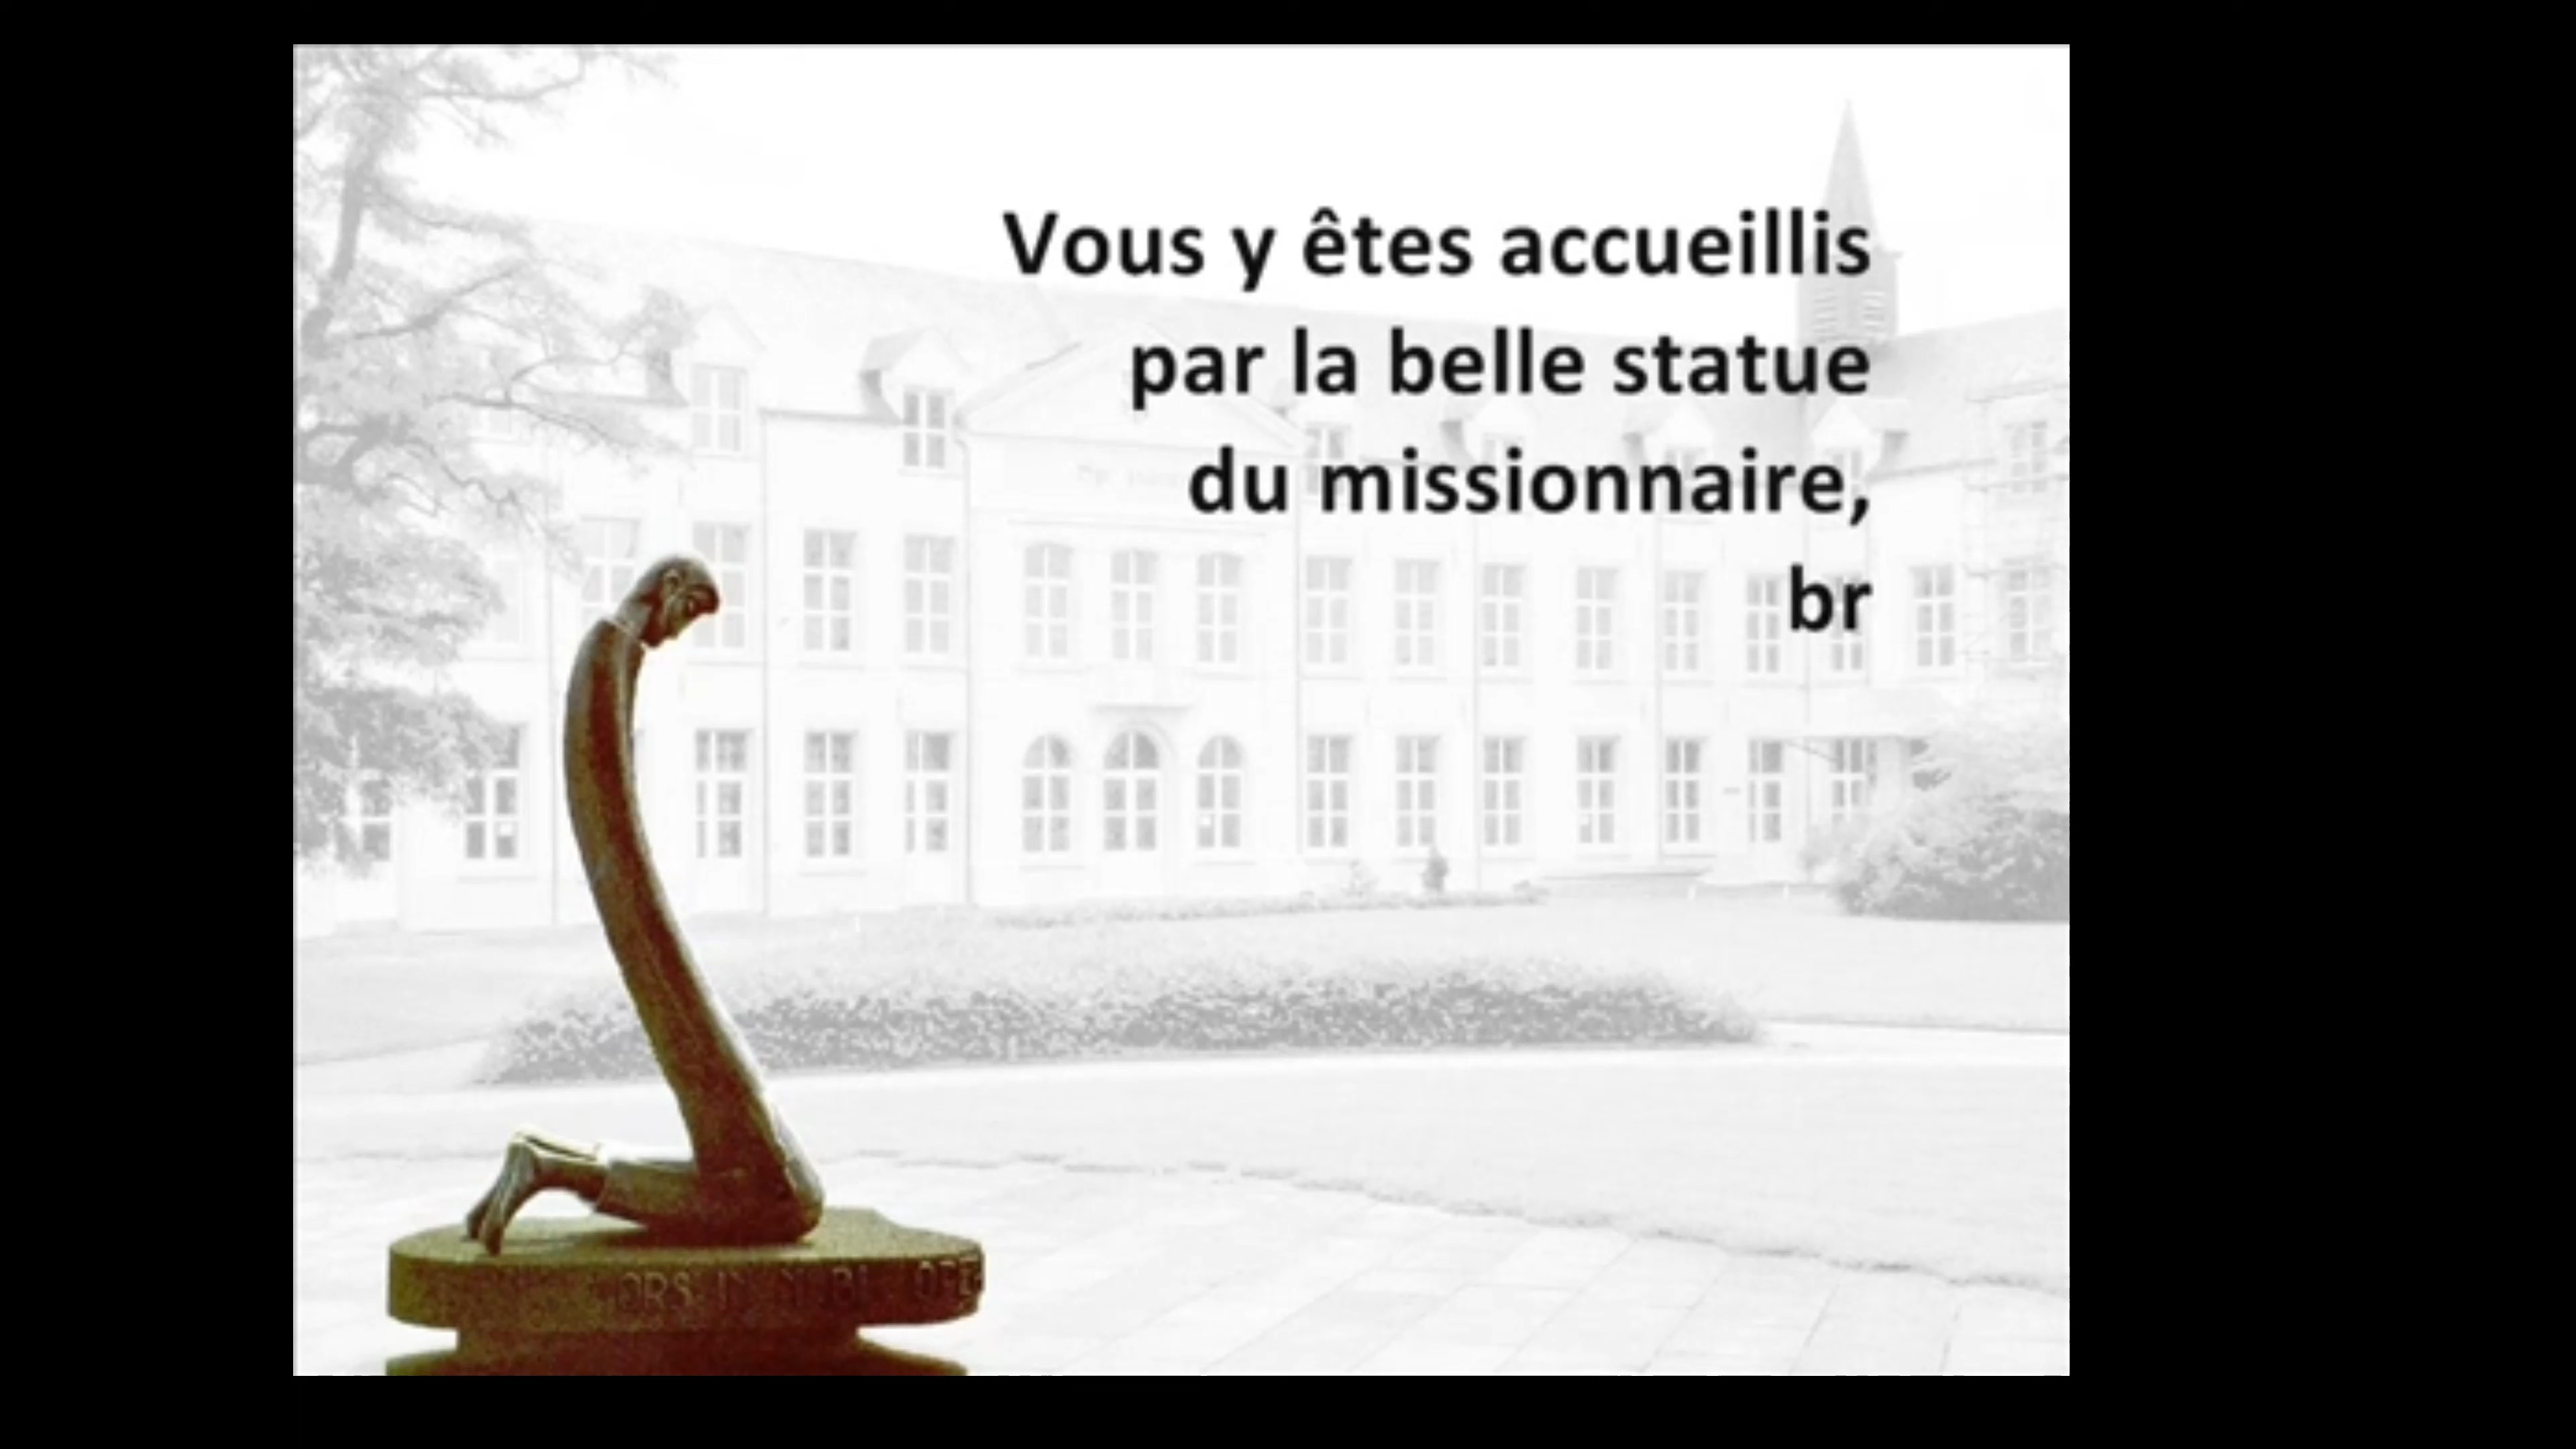 Vous y êtes accueillis
par la belle statue
du missionnaire,
br